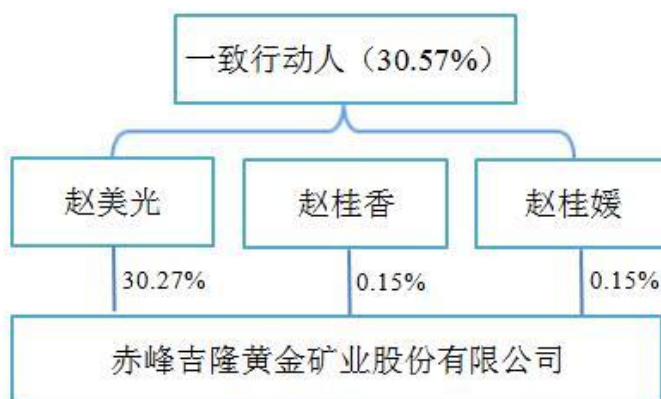 一致行动人（30.57%）
赵美光
赵桂香
赵桂媛
30.27%
0.15%
0.15%
赤峰吉隆黄金矿业股份有限公司